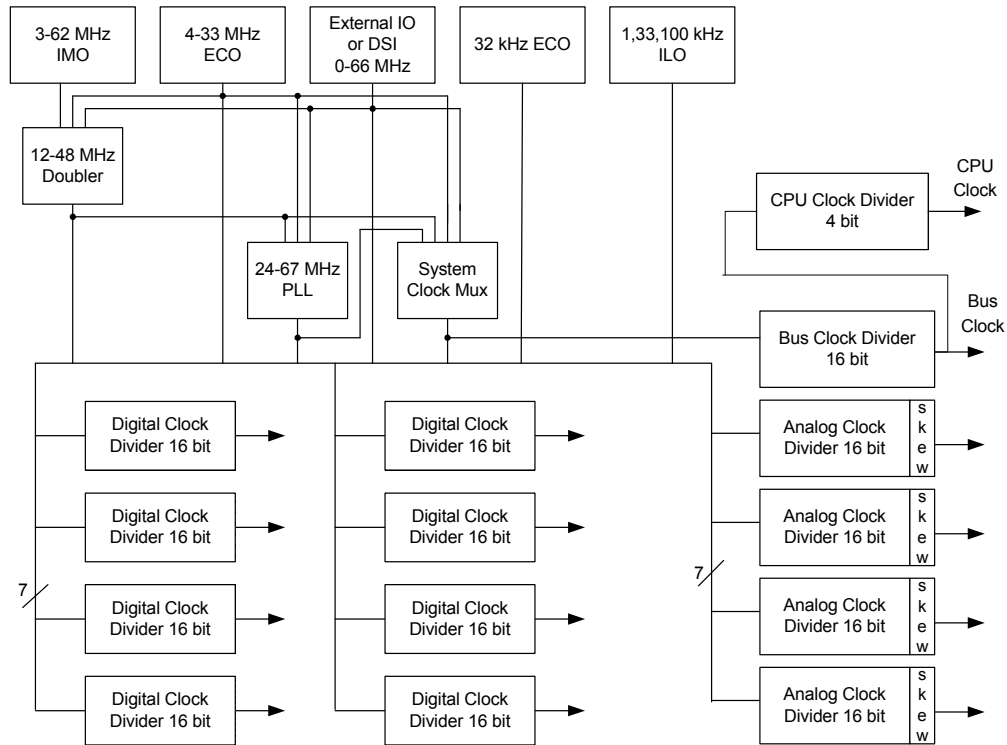 3-62 MHz
IMO
4-33 MHz
ECO
External IO
or DSI
0-66 MHz
32 kHz ECO
1,33,100 kHz
ILO
12-48 MHz
Doubler
24-67 MHz
PLL
System
Clock Mux
CPU Clock Divider
4 bit
CPU
Clock
Bus Clock Divider
16 bit
Bus
Clock
Digital Clock
Divider 16 bit
Digital Clock
Divider 16 bit
Analog Clock
Divider 16 bit
s
k
e
w
Digital Clock
Divider 16 bit
Digital Clock
Divider 16 bit
Analog Clock
Divider 16 bit
s
k
e
w
7
7
Digital Clock
Divider 16 bit
Digital Clock
Divider 16 bit
Analog Clock
Divider 16 bit
s
k
e
w
Digital Clock
Divider 16 bit
Digital Clock
Divider 16 bit
Analog Clock
Divider 16 bit
s
k
e
w